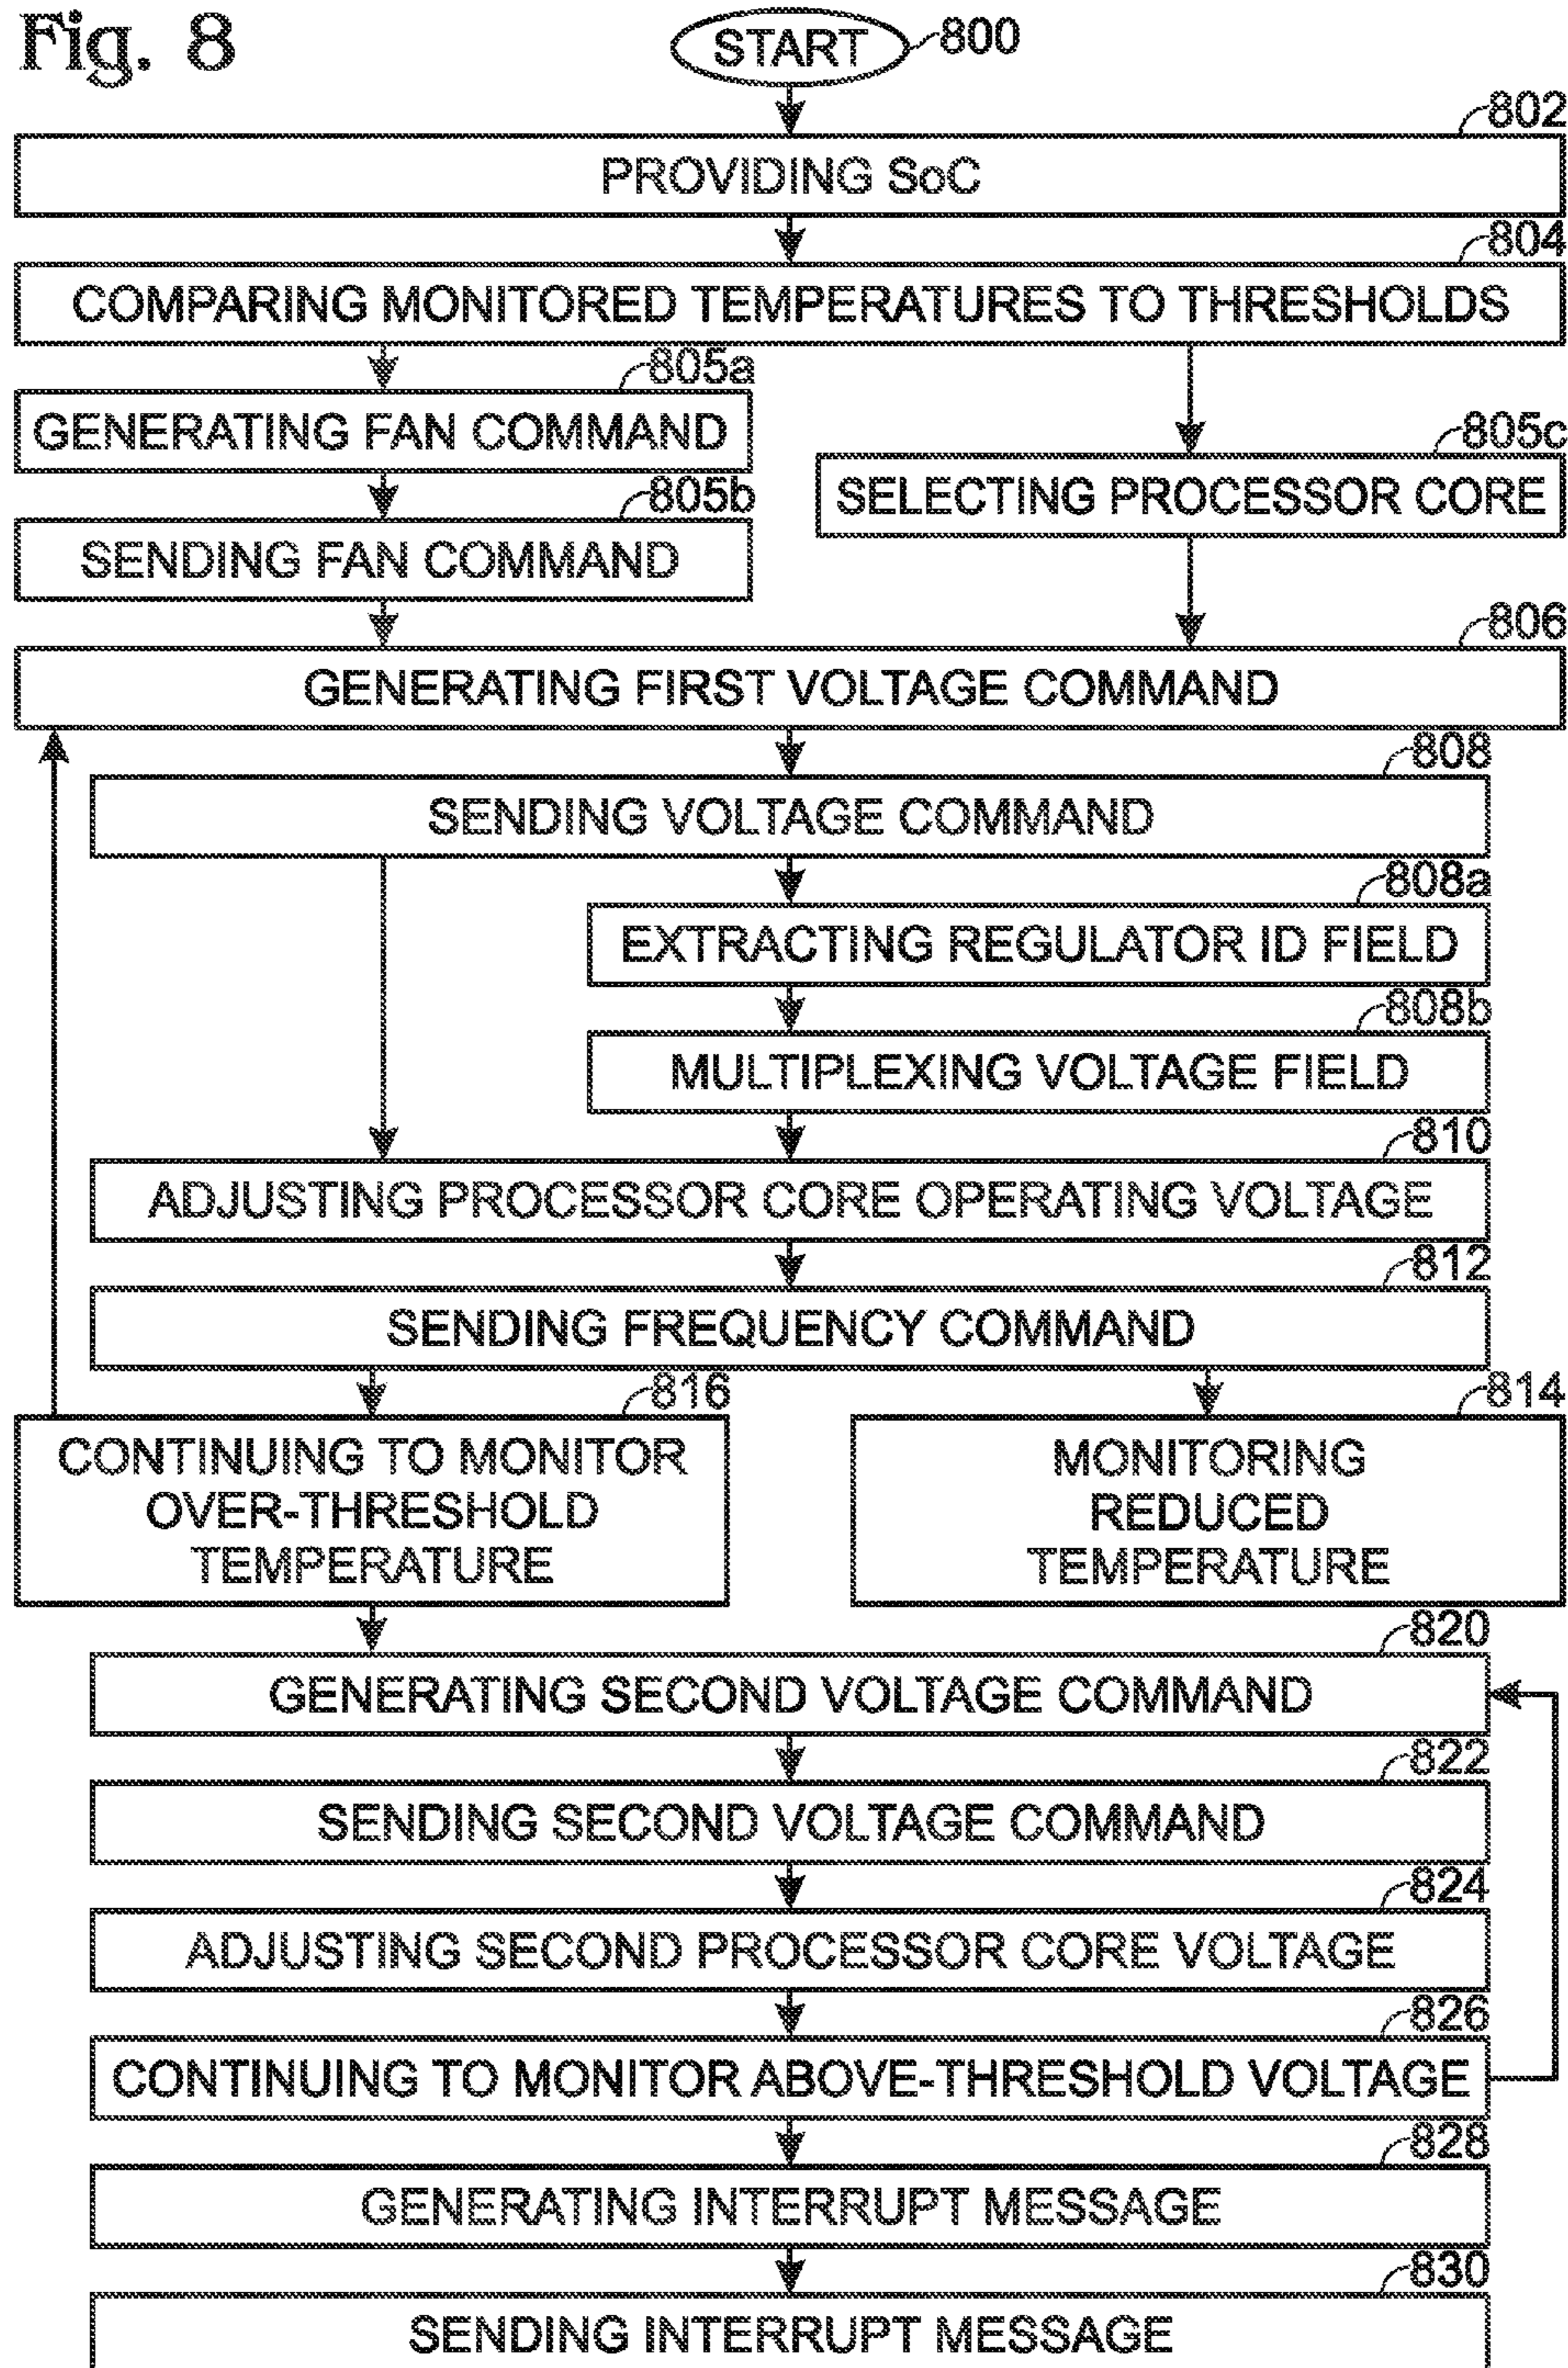 Fig. 8
START 800
802
PROVIDING SoC
804
COMPARING MONITORED TEMPERATURES TO THRESHOLDS
805a
GENERATING FAN COMMAND
805c
SELECTING PROCESSOR CORE
805b
SENDING FAN COMMAND
806
GENERATING FIRST VOLTAGE COMMAND
808
SENDING VOLTAGE COMMAND
808a
EXTRACTING REGULATOR ID FIELD
808b
MULTIPLEXING VOLTAGE FIELD
810
ADJUSTING PROCESSOR CORE OPERATING VOLTAGE
812
SENDING FREQUENCY COMMAND
816
CONTINUING TO MONITOR
OVER-THRESHOLD
TEMPERATURE
814
MONITORING
REDUCED
TEMPERATURE
820
GENERATING SECOND VOLTAGE COMMAND
822
SENDING SECOND VOLTAGE COMMAND
824
ADJUSTING SECOND PROCESSOR CORE VOLTAGE
826
CONTINUING TO MONITOR ABOVE-THRESHOLD VOLTAGE
828
GENERATING INTERRUPT MESSAGE
830
SENDING INTERRUPT MESSAGE